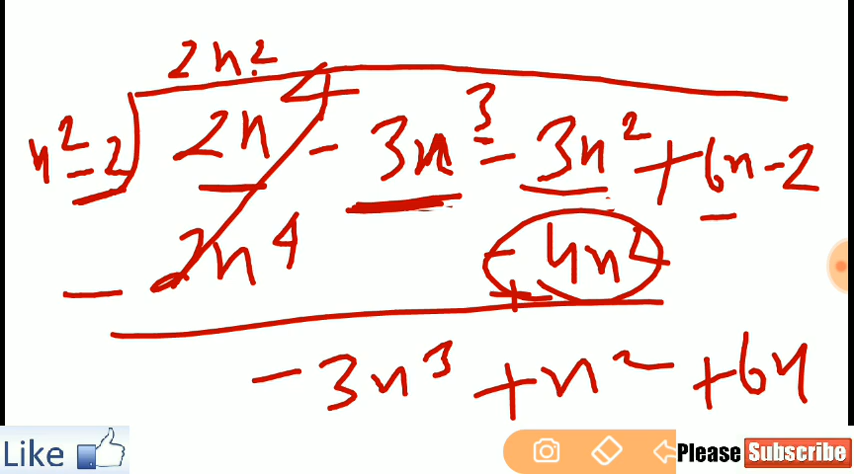 2n²
n²-2 2n⁴ - 3n³ - 3n² + 6n - 2
- 2n⁴ - 4n²
+
- 3n³ + n² + 6n
Like
Please Subscribe